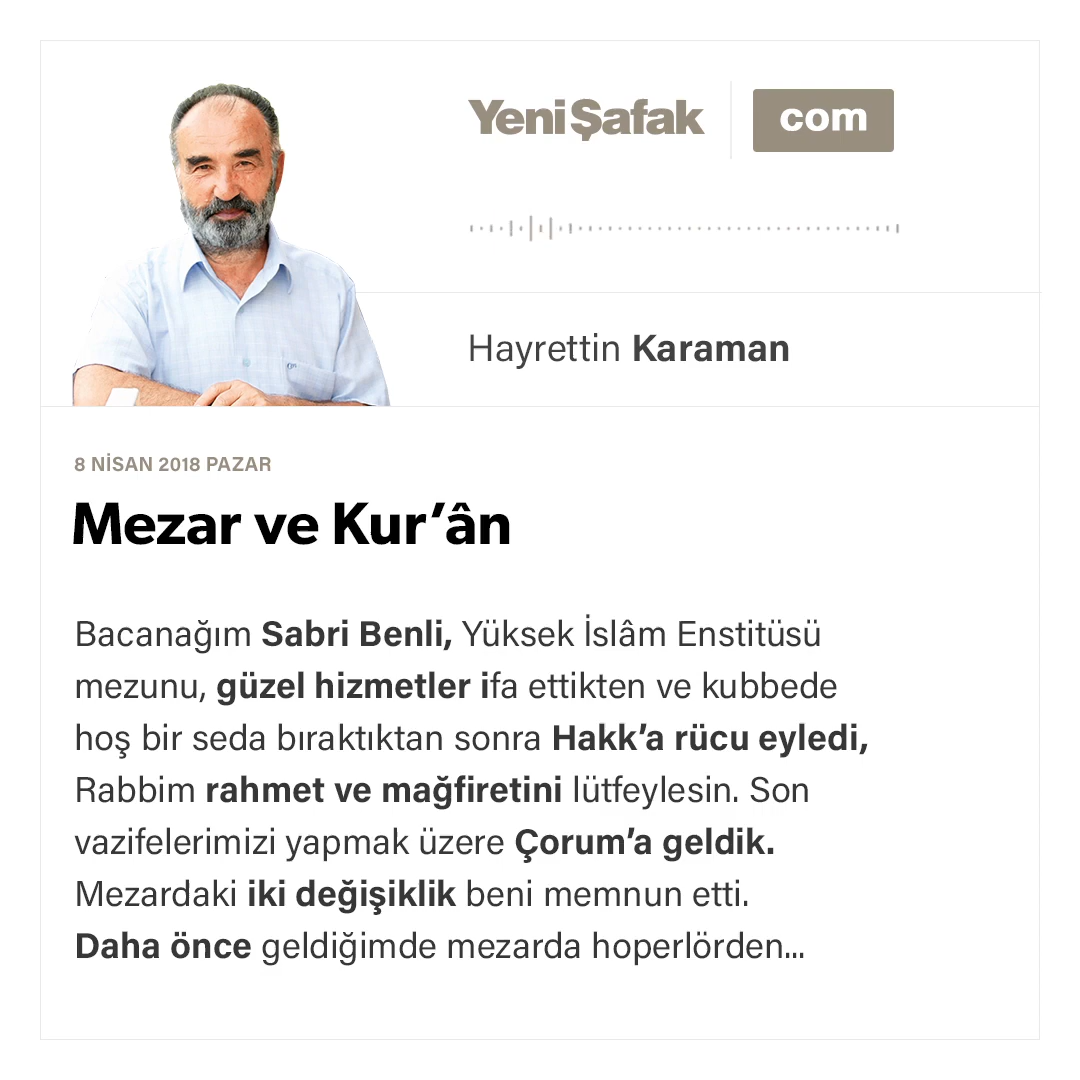 YeniŞafak com
Hayrettin Karaman
8 NİSAN 2018 PAZAR
Mezar ve Kur’ân
Bacanağım Sabri Benli, Yüksek İslâm Enstitüsü
mezunu, güzel hizmetler ifa ettikten ve kubbede
hoş bir seda bıraktıktan sonra Hakk’a rücu eyledi,
Rabbim rahmet ve mağfiretini lütfeylesin. Son
vazifelerimizi yapmak üzere Çorum’a geldik.
Mezardaki iki değişiklik beni memnun etti.
Daha önce geldiğimde mezarda hoperlörden...